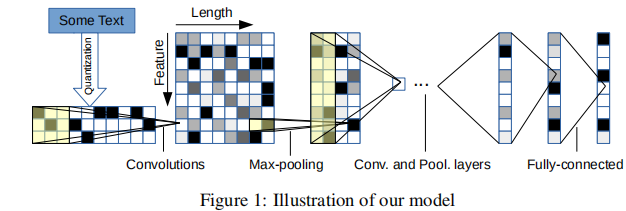 Some Text
Length
Quantization
Feature
...
Convolutions
Max-pooling
Conv. and Pool. layers
Fully-connected
Figure 1: Illustration of our model